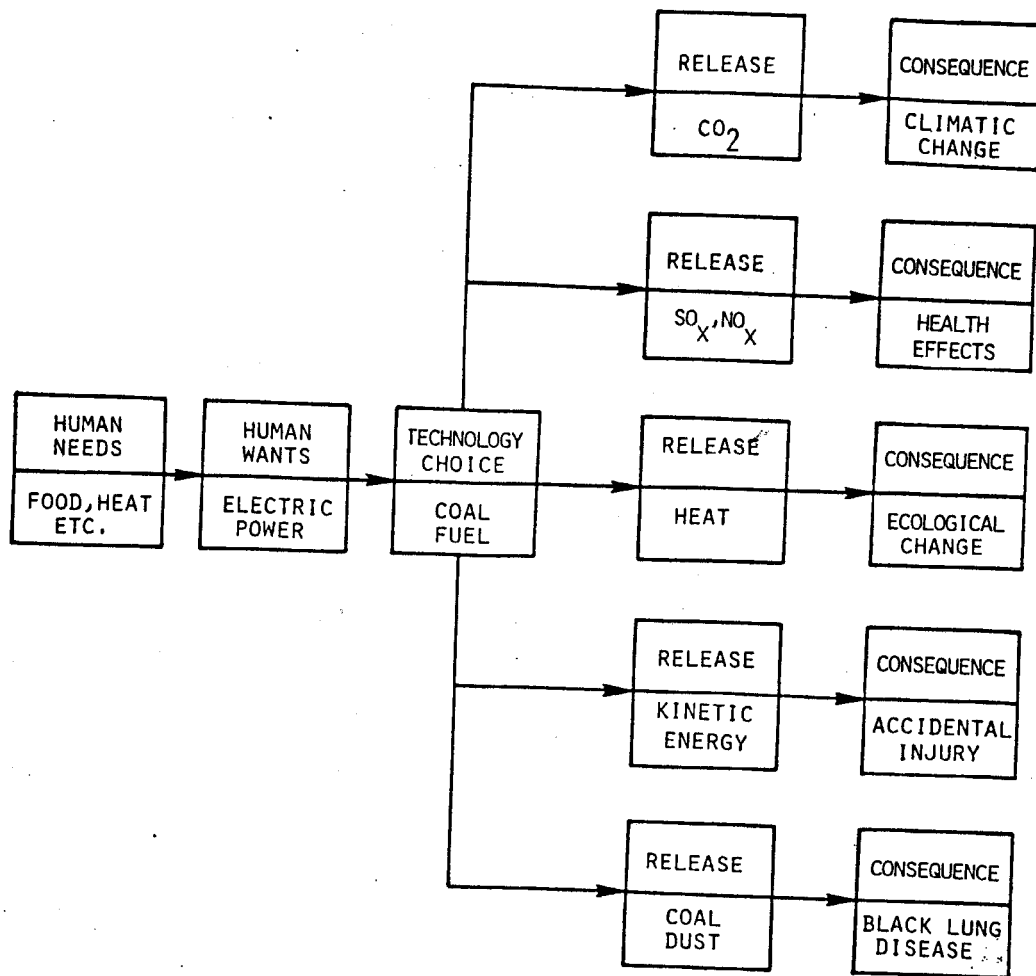 HUMAN
NEEDS
FOOD,HEAT
ETC.
HUMAN
WANTS
ELECTRIC
POWER
TECHNOLOGY
CHOICE
COAL
FUEL
RELEASE
CO2
CONSEQUENCE
CLIMATIC
CHANGE
RELEASE
SOX,NOX
CONSEQUENCE
HEALTH
EFFECTS
RELEASE
HEAT
CONSEQUENCE
ECOLOGICAL
CHANGE
RELEASE
KINETIC
ENERGY
CONSEQUENCE
ACCIDENTAL
INJURY
RELEASE
COAL
DUST
CONSEQUENCE
BLACK LUNG
DISEASE